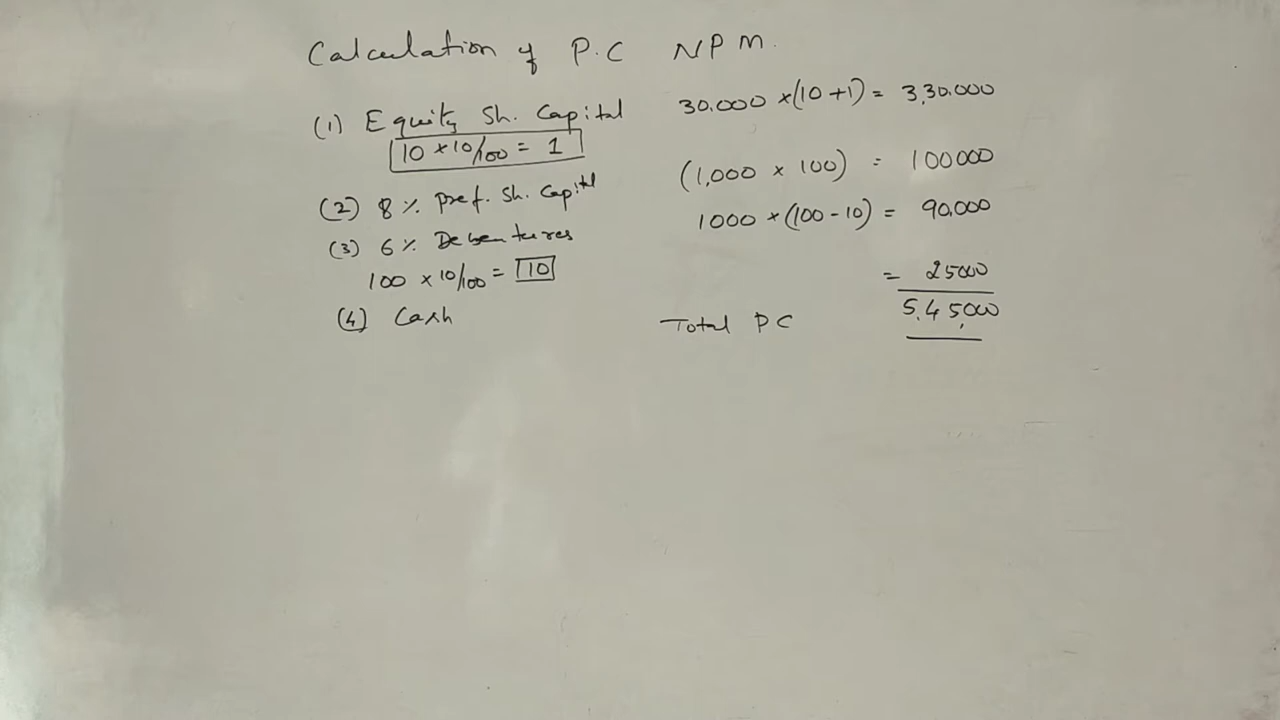 Calculation of P.C NPM.
(1) Equity Sh. Capital 30.000 × (10 + 1) = 3,30.000
10 × 10/100 = 1
(2) 8 % pref. Sh. Capital (1,000 × 100) = 100000
(3) 6 % Debentures 1000 × (100 - 10) = 90,000
100 × 10/100 = 10
(4) Cash = 25000
Total PC 5,45,000